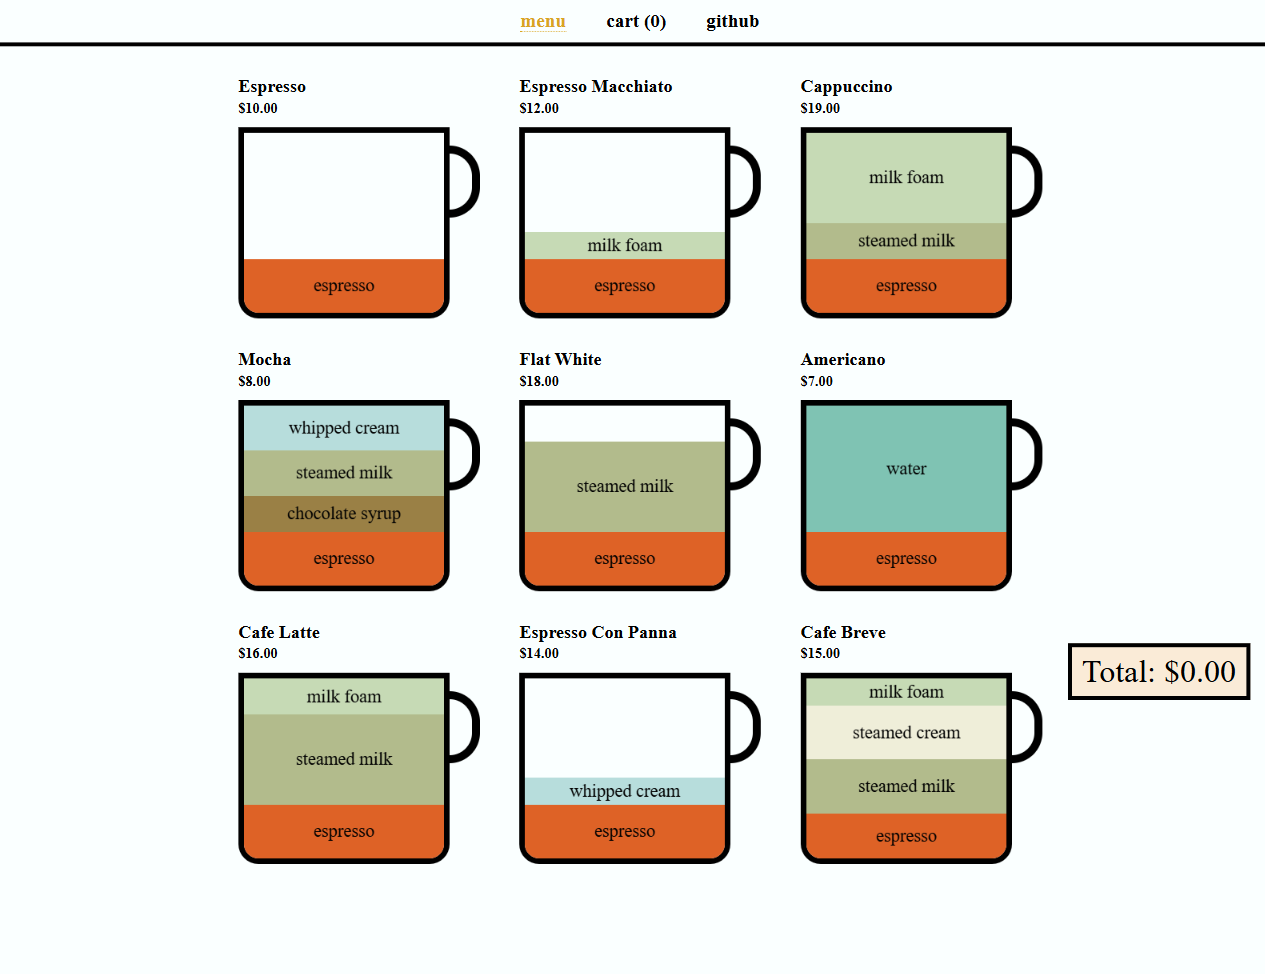 menu cart (0) github
Espresso
$10.00
espresso
Espresso Macchiato
$12.00
milk foam
espresso
Cappuccino
$19.00
milk foam
steamed milk
espresso
Mocha
$8.00
whipped cream
steamed milk
chocolate syrup
espresso
Flat White
$18.00
steamed milk
espresso
Americano
$7.00
water
espresso
Cafe Latte
$16.00
milk foam
steamed milk
espresso
Espresso Con Panna
$14.00
whipped cream
espresso
Cafe Breve
$15.00
milk foam
steamed cream
steamed milk
espresso
Total: $0.00